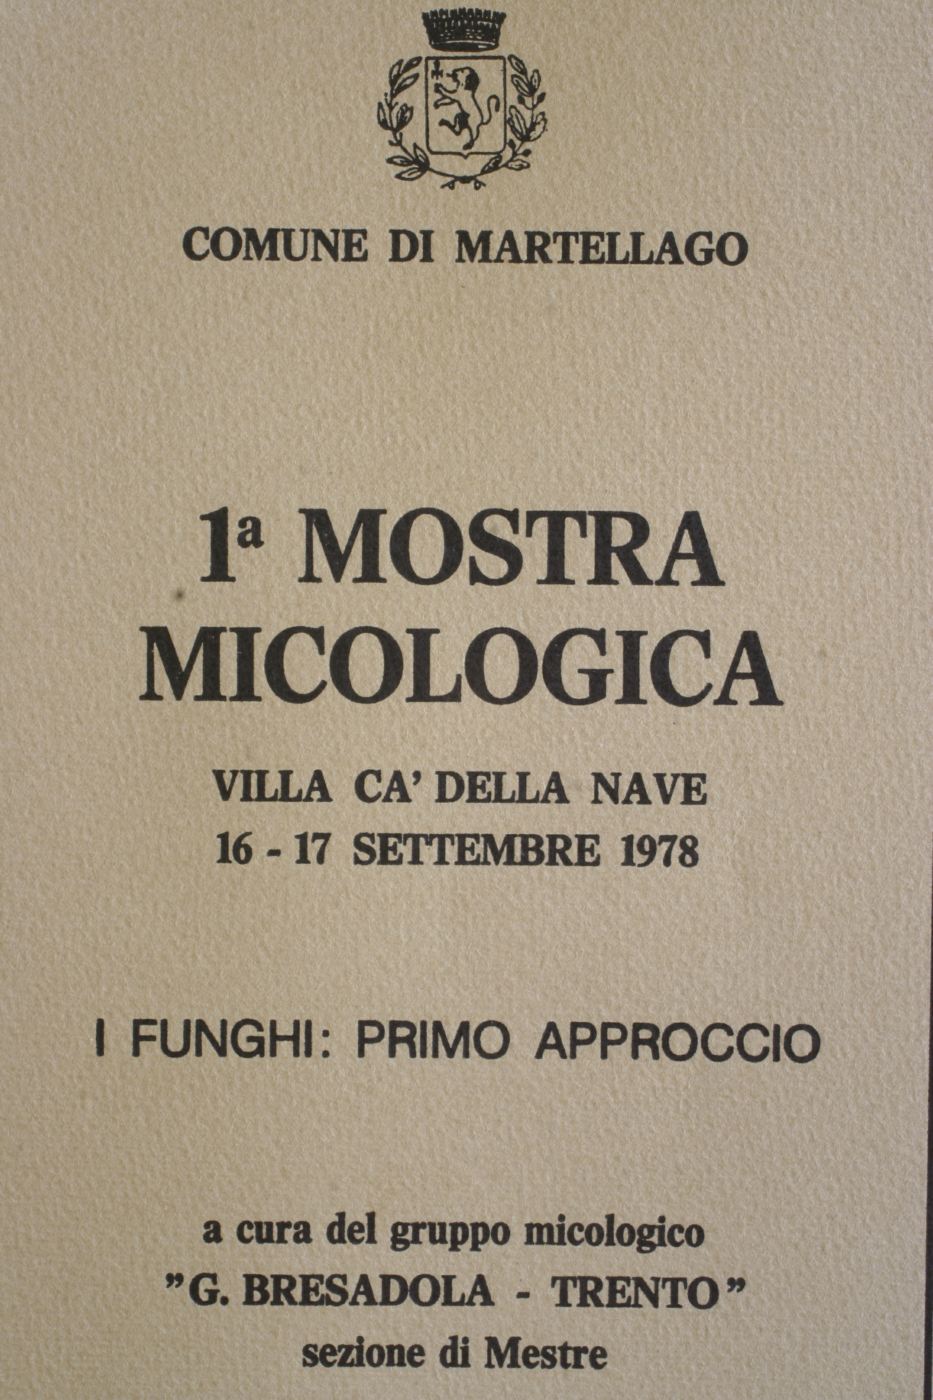 COMUNE DI MARTELLAGO
1ª MOSTRA
MICOLOGICA
VILLA CA' DELLA NAVE
16 - 17 SETTEMBRE 1978
I FUNGHI: PRIMO APPROCCIO
a cura del gruppo micologico
”G. BRESADOLA - TRENTO”
sezione di Mestre